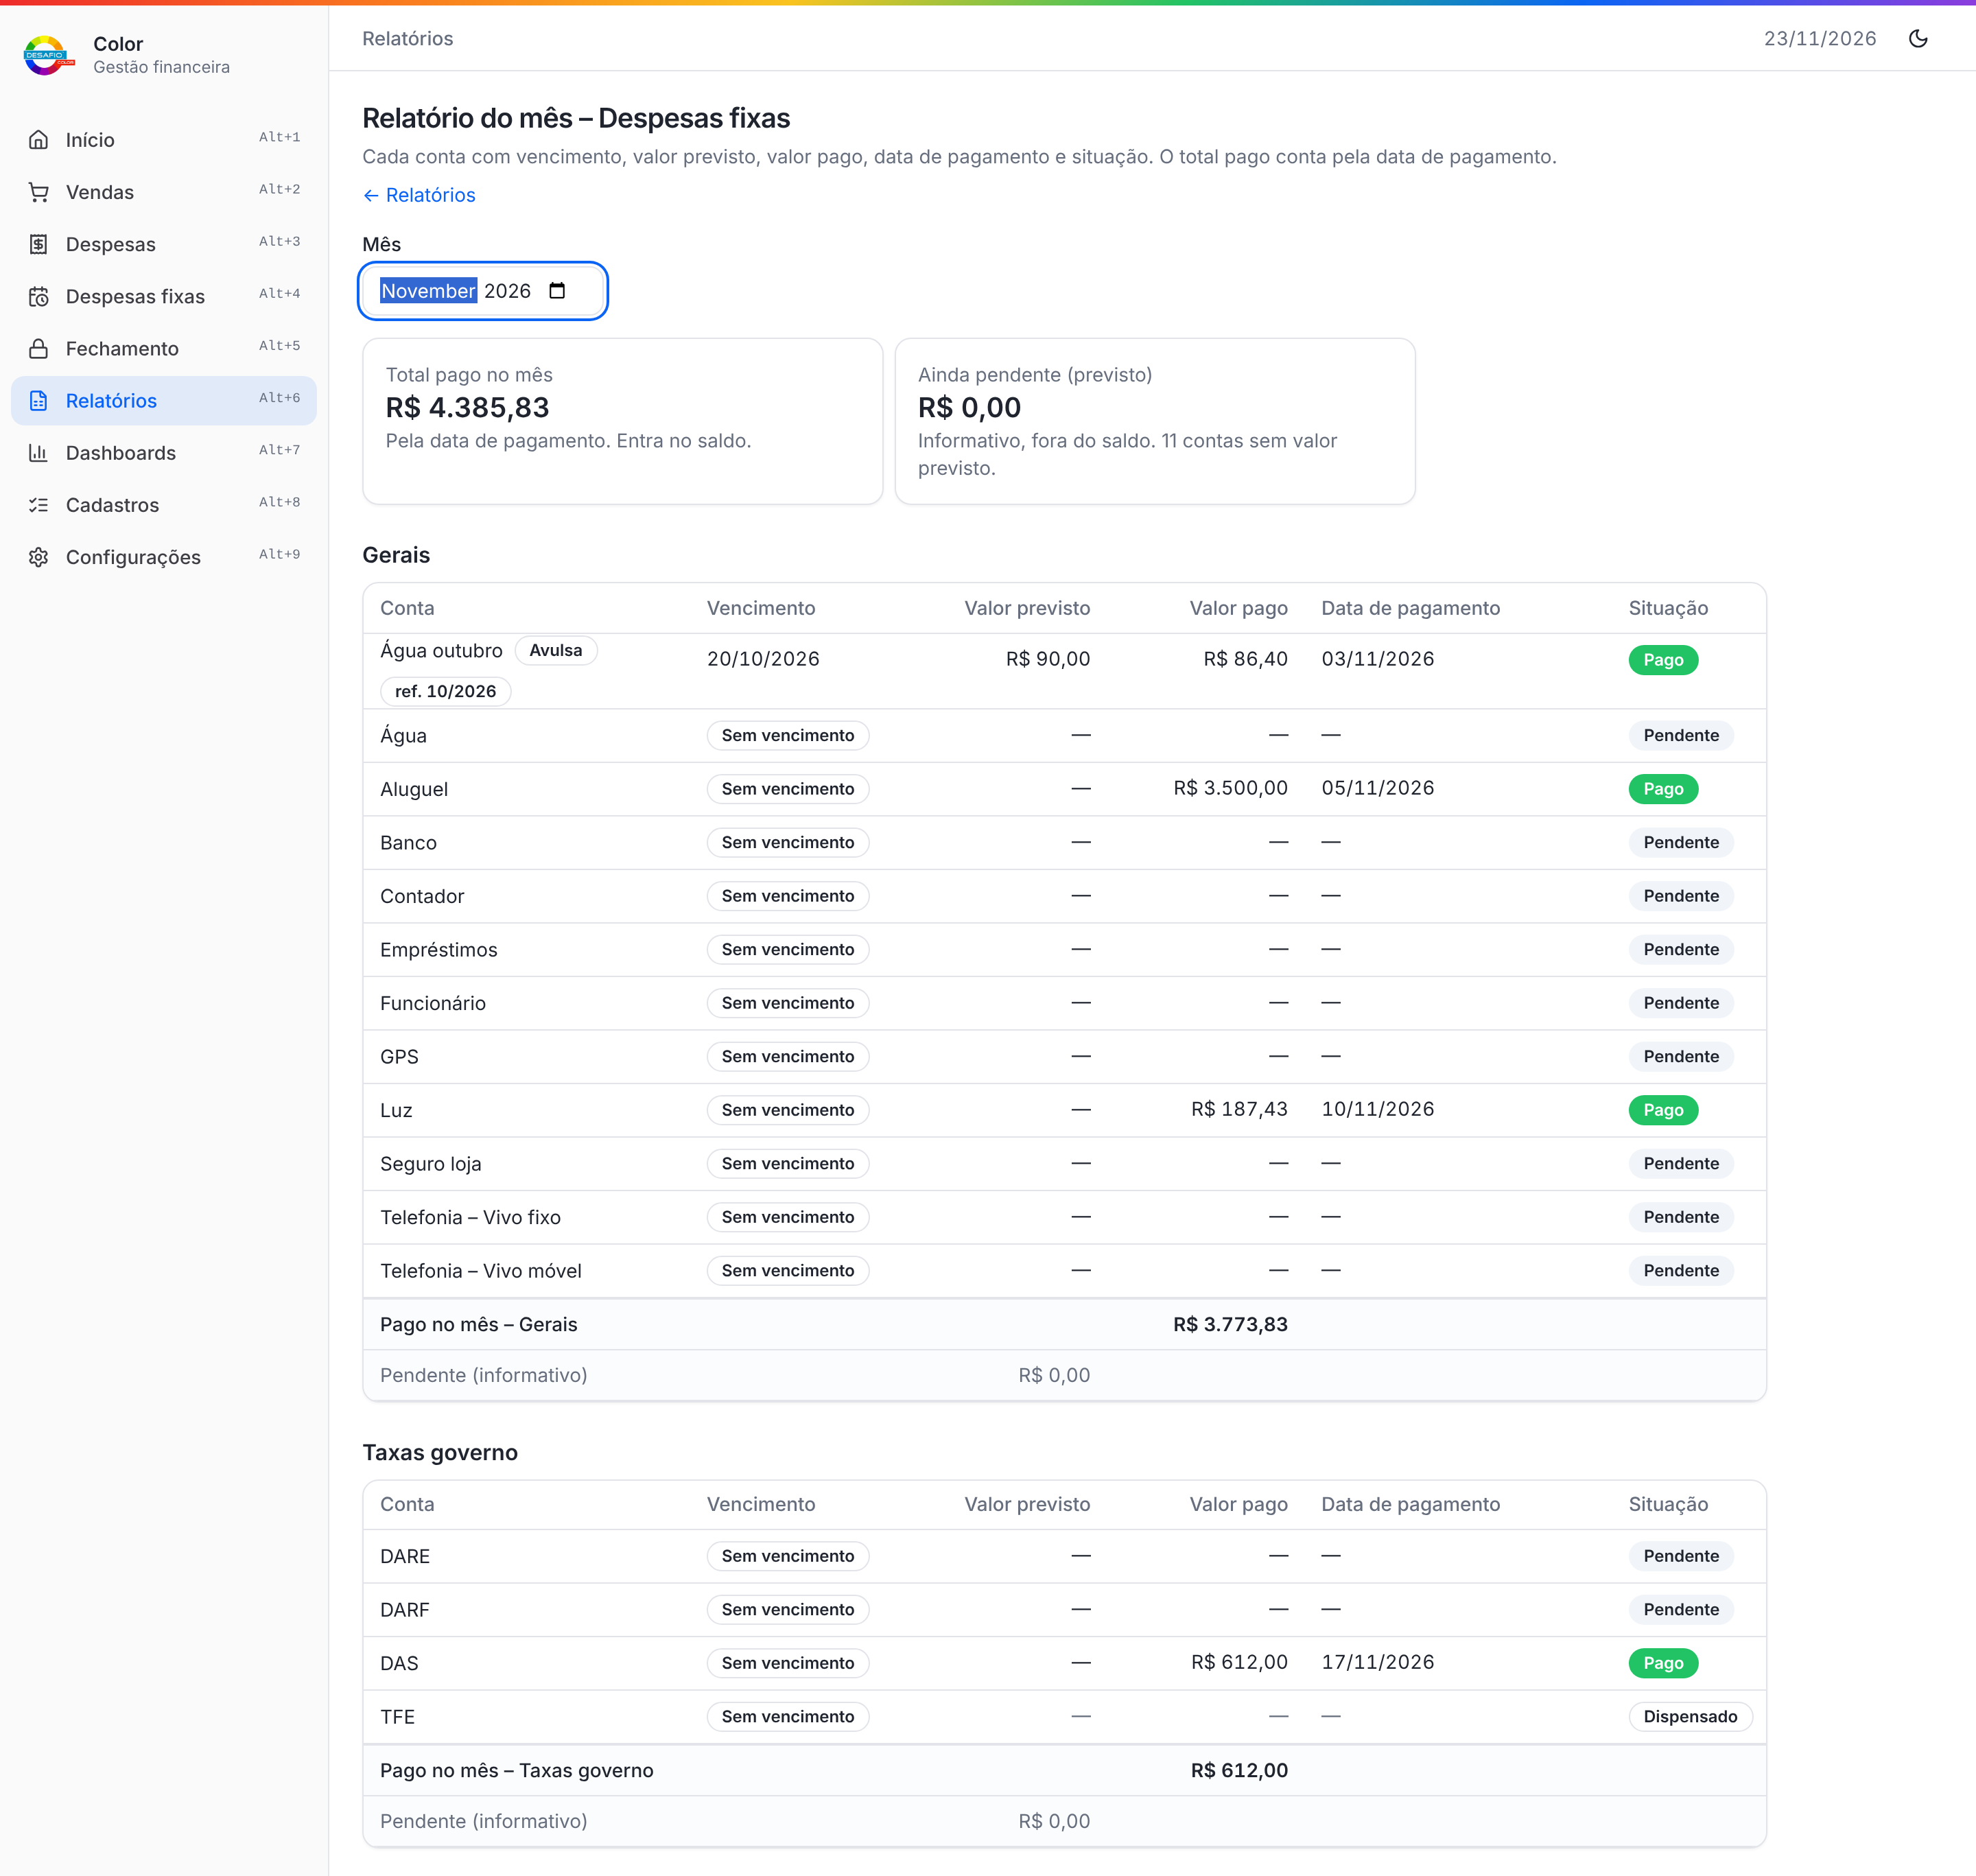 DESAFIO
COLOR
Color
Gestão financeira
Início Alt+1
Vendas Alt+2
Despesas Alt+3
Despesas fixas Alt+4
Fechamento Alt+5
Relatórios Alt+6
Dashboards Alt+7
Cadastros Alt+8
Configurações Alt+9
Relatórios 23/11/2026
Relatório do mês – Despesas fixas
Cada conta com vencimento, valor previsto, valor pago, data de pagamento e situação. O total pago conta pela data de pagamento.
← Relatórios
Mês
November 2026
Total pago no mês
R$ 4.385,83
Pela data de pagamento. Entra no saldo.
Ainda pendente (previsto)
R$ 0,00
Informativo, fora do saldo. 11 contas sem valor
previsto.
Gerais
Conta Vencimento Valor previsto Valor pago Data de pagamento Situação
Água outubro Avulsa 20/10/2026 R$ 90,00 R$ 86,40 03/11/2026 Pago
ref. 10/2026
Água Sem vencimento — — — Pendente
Aluguel Sem vencimento — R$ 3.500,00 05/11/2026 Pago
Banco Sem vencimento — — — Pendente
Contador Sem vencimento — — — Pendente
Empréstimos Sem vencimento — — — Pendente
Funcionário Sem vencimento — — — Pendente
GPS Sem vencimento — — — Pendente
Luz Sem vencimento — R$ 187,43 10/11/2026 Pago
Seguro loja Sem vencimento — — — Pendente
Telefonia – Vivo fixo Sem vencimento — — — Pendente
Telefonia – Vivo móvel Sem vencimento — — — Pendente
Pago no mês – Gerais R$ 3.773,83
Pendente (informativo) R$ 0,00
Taxas governo
Conta Vencimento Valor previsto Valor pago Data de pagamento Situação
DARE Sem vencimento — — — Pendente
DARF Sem vencimento — — — Pendente
DAS Sem vencimento — R$ 612,00 17/11/2026 Pago
TFE Sem vencimento — — — Dispensado
Pago no mês – Taxas governo R$ 612,00
Pendente (informativo) R$ 0,00